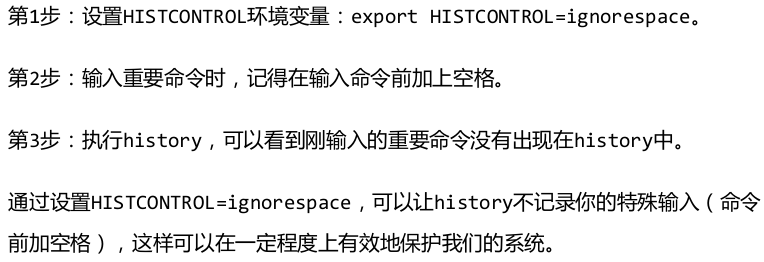 第1步：设置HISTCONTROL环境变量：export HISTCONTROL=ignorespace。
第2步：输入重要命令时，记得在输入命令前加上空格。
第3步：执行history，可以看到刚输入的重要命令没有出现在history中。
通过设置HISTCONTROL=ignorespace，可以让history不记录你的特殊输入（命令
前加空格），这样可以在一定程度上有效地保护我们的系统。